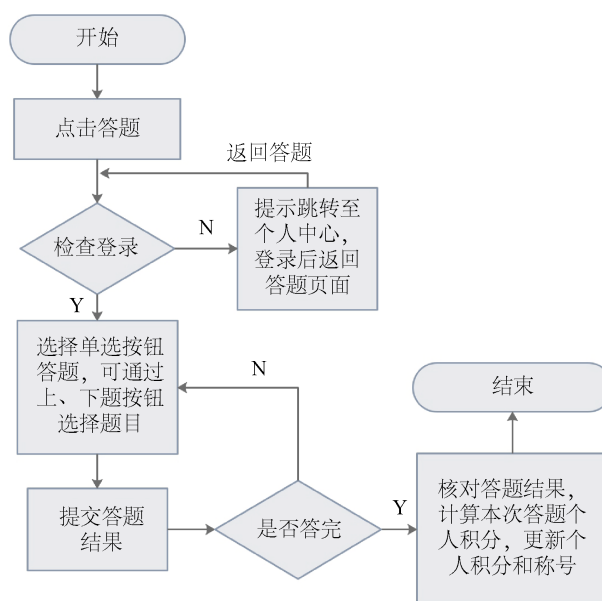 开始
点击答题
返回答题
检查登录
N
提示跳转至
个人中心，
登录后返回
答题页面
Y
选择单选按钮
答题，可通过
上、下题按钮
选择题目
N
结束
提交答题
结果
是否答完
Y
核对答题结果，
计算本次答题个
人积分，更新个
人积分和称号